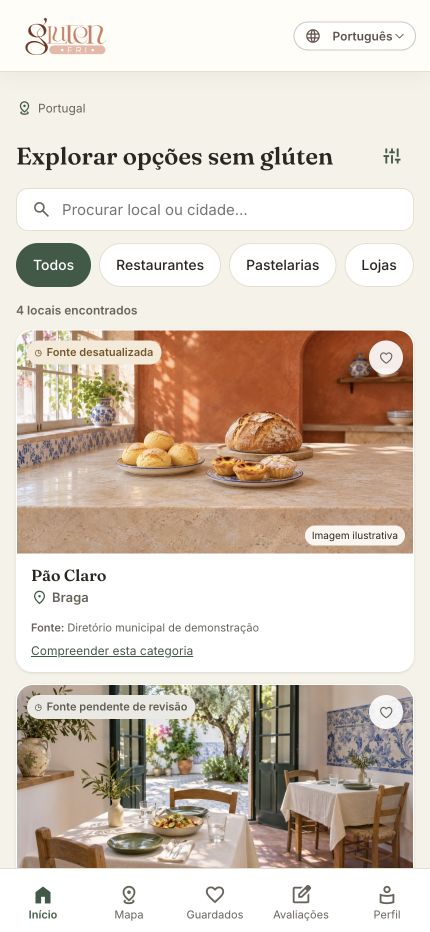 gluten
FRI
Português
Portugal
Explorar opções sem glúten
Procurar local ou cidade...
Todos Restaurantes Pastelarias Lojas
4 locais encontrados
Fonte desatualizada
Imagem ilustrativa
Pão Claro
Braga
Fonte: Diretório municipal de demonstração
Compreender esta categoria
Fonte pendente de revisão
Início Mapa Guardados Avaliações Perfil